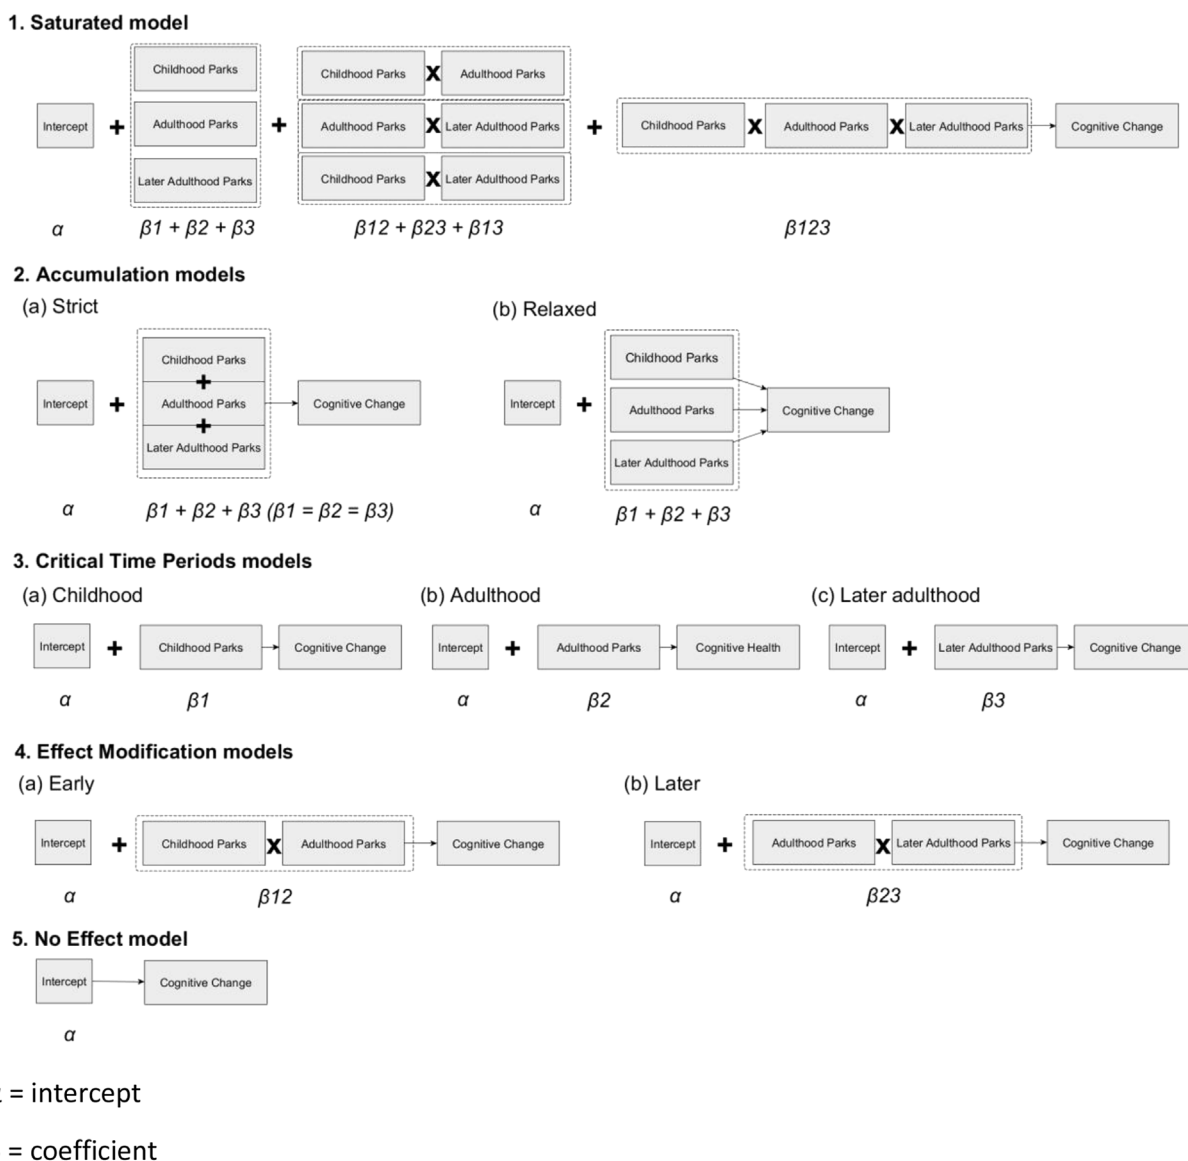 1. Saturated model
Childhood Parks
Childhood Parks X Adulthood Parks
Intercept + Adulthood Parks + Adulthood Parks X Later Adulthood Parks + Childhood Parks X Adulthood Parks X Later Adulthood Parks Cognitive Change
Later Adulthood Parks Childhood Parks X Later Adulthood Parks
α β1 + β2 + β3 β12 + β23 + β13 β123
2. Accumulation models
(a) Strict (b) Relaxed
Childhood Parks Childhood Parks
+
Intercept + Adulthood Parks Cognitive Change Intercept + Adulthood Parks Cognitive Change
+
Later Adulthood Parks Later Adulthood Parks
α β1 + β2 + β3 (β1 = β2 = β3) α β1 + β2 + β3
3. Critical Time Periods models
(a) Childhood (b) Adulthood (c) Later adulthood
Intercept + Childhood Parks Cognitive Change Intercept + Adulthood Parks Cognitive Health Intercept + Later Adulthood Parks Cognitive Change
α β1 α β2 α β3
4. Effect Modification models
(a) Early (b) Later
Intercept + Childhood Parks X Adulthood Parks Cognitive Change Intercept + Adulthood Parks X Later Adulthood Parks Cognitive Change
α β12 α β23
5. No Effect model
Intercept Cognitive Change
α
= intercept
= coefficient